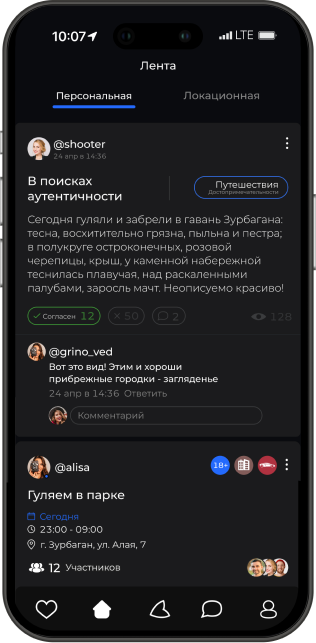 10:07
LTE
Лента
Персональная
Локационная
@shooter
24 апр в 14:36
В поисках
аутентичности
Путешествия
Достопримечательности
Сегодня гуляли и забрели в гавань Зурбагана:
тесна, восхитительно грязна, пыльна и пестра;
в полукруге остроконечных, розовой
черепицы, крыш, у каменной набережной
теснилась плавучая, над раскаленными
палубами, заросль мачт. Неописуемо красиво!
Согласен 12
50
2
128
@grino_ved
Вот это вид! Этим и хороши
прибрежные городки - загляденье
24 апр в 14:36 Ответить
Комментарий
@alisa
18+
Гуляем в парке
Сегодня
23:00 - 09:00
г. Зурбаган, ул. Алая, 7
12 Участников